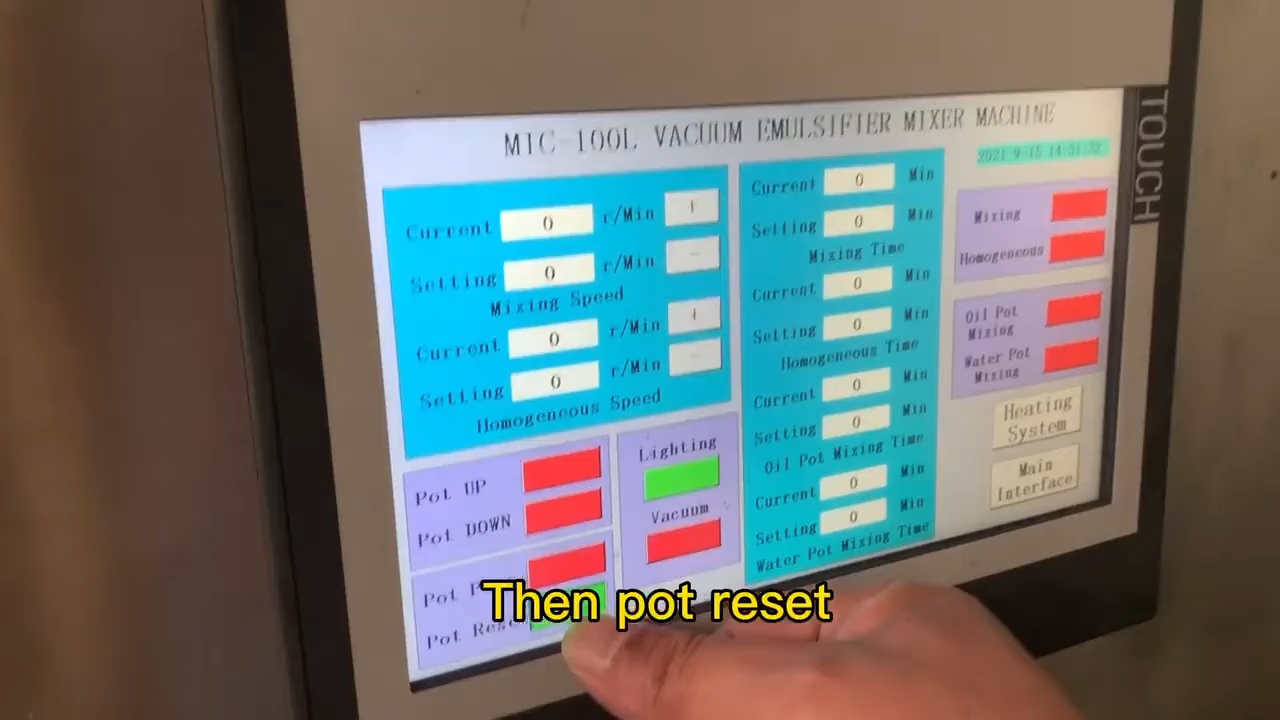 MIC-100L VACUUM EMULSIFIER MIXER MACHINE
TOUCH
Current 0 r/Min +
Setting 0 r/Min -
Mixing Speed
Current 0 r/Min +
Setting 0 r/Min -
Homogeneous Speed
Pot UP
Pot DOWN
Pot
Pot Reset
Lighting
Vacuum
Current 0 Min
Setting 0 Min
Mixing Time
Current 0 Min
Setting 0 Min
Homogeneous Time
Current 0 Min
Setting 0 Min
Oil Pot Mixing Time
Current 0 Min
Setting 0 Min
Water Pot Mixing Time
2021-9-15 14:31:32
Mixing
Homogeneous
Oil Pot
Mixing
Water Pot
Mixing
Heating
System
Main
Interface
Then pot reset